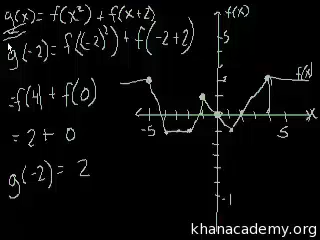 g(x) = f(x²) + f(x+2)
g(-2) = f((-2)²) + f(-2+2)
= f(4) + f(0)
= 2 + 0
g(-2) = 2
f(x)
5
f(x)
x
-5
5
-1
khanacademy.org